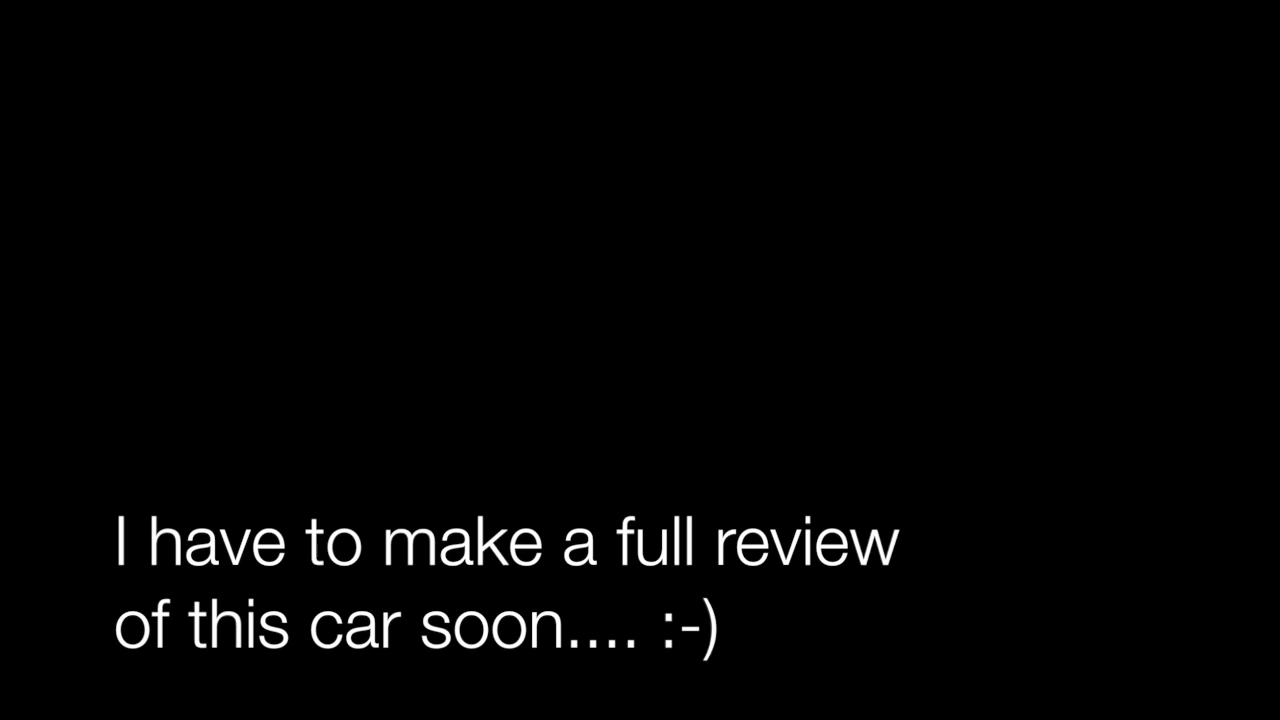 I have to make a full review
of this car soon.... :-)